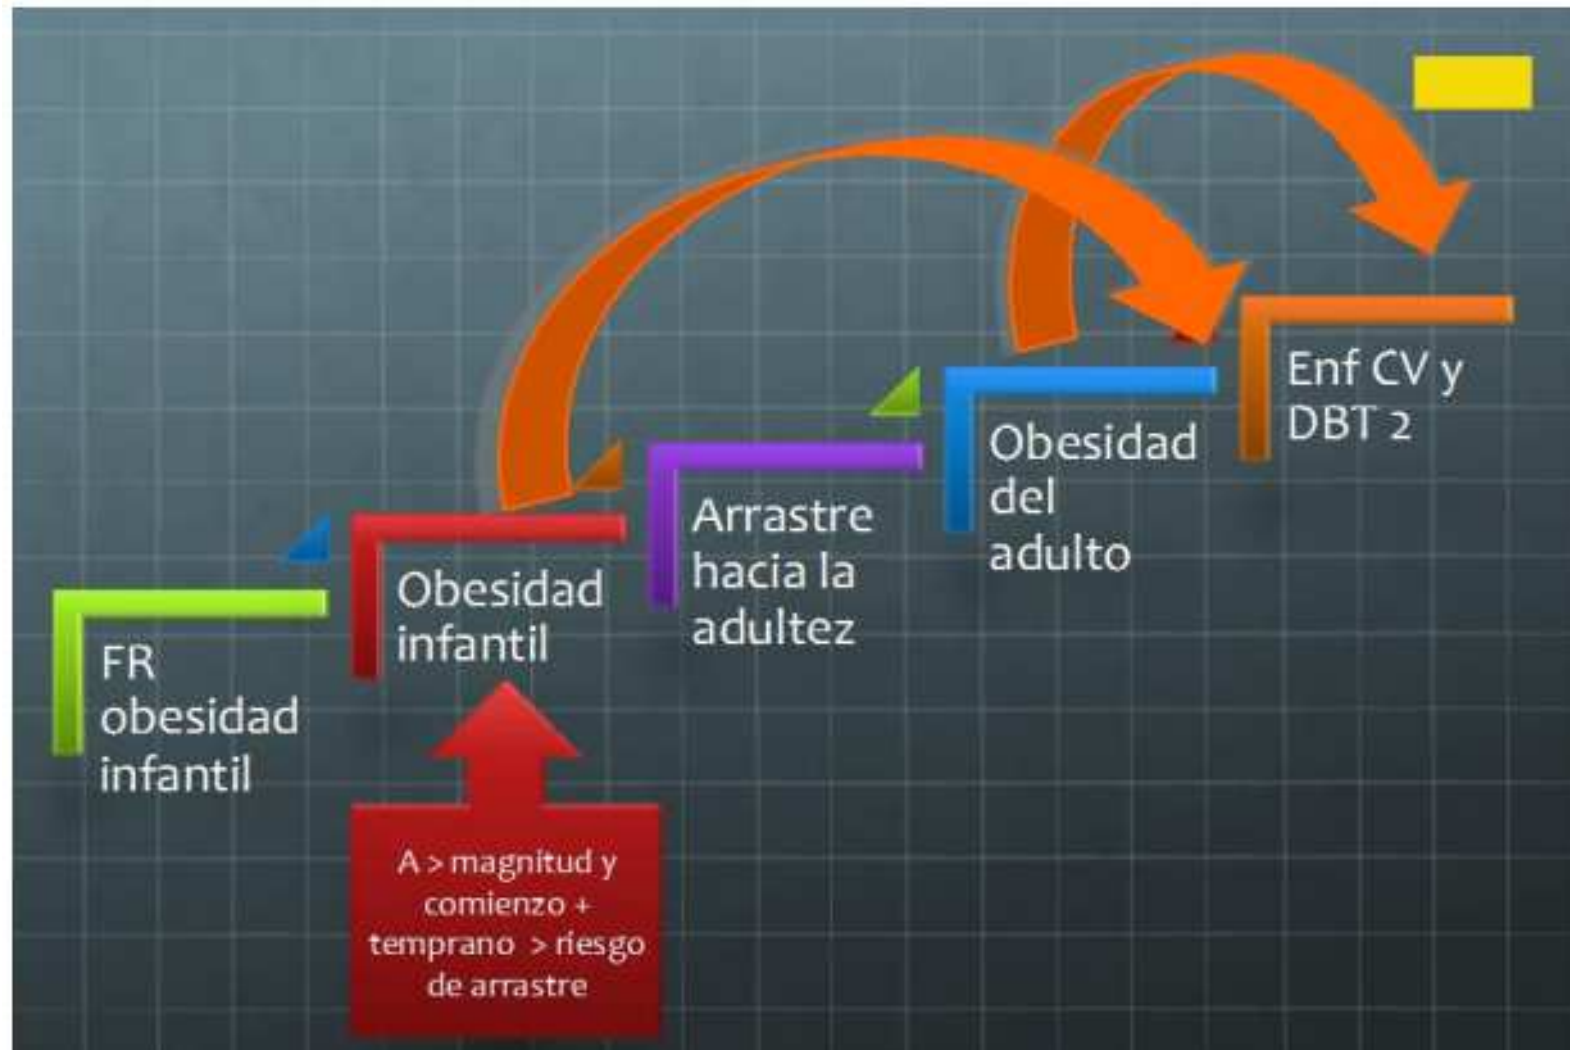 FR
obesidad
infantil
Obesidad
infantil
Arrastre
hacia la
adultez
Obesidad
del
adulto
Enf CV y
DBT 2
A > magnitud y
comienzo +
temprano > riesgo
de arrastre